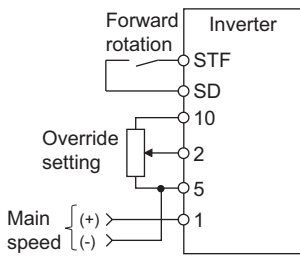 Forward
rotation
Inverter
STF
SD
10
Override
setting
2
5
Main
speed
(+)
(-)
1